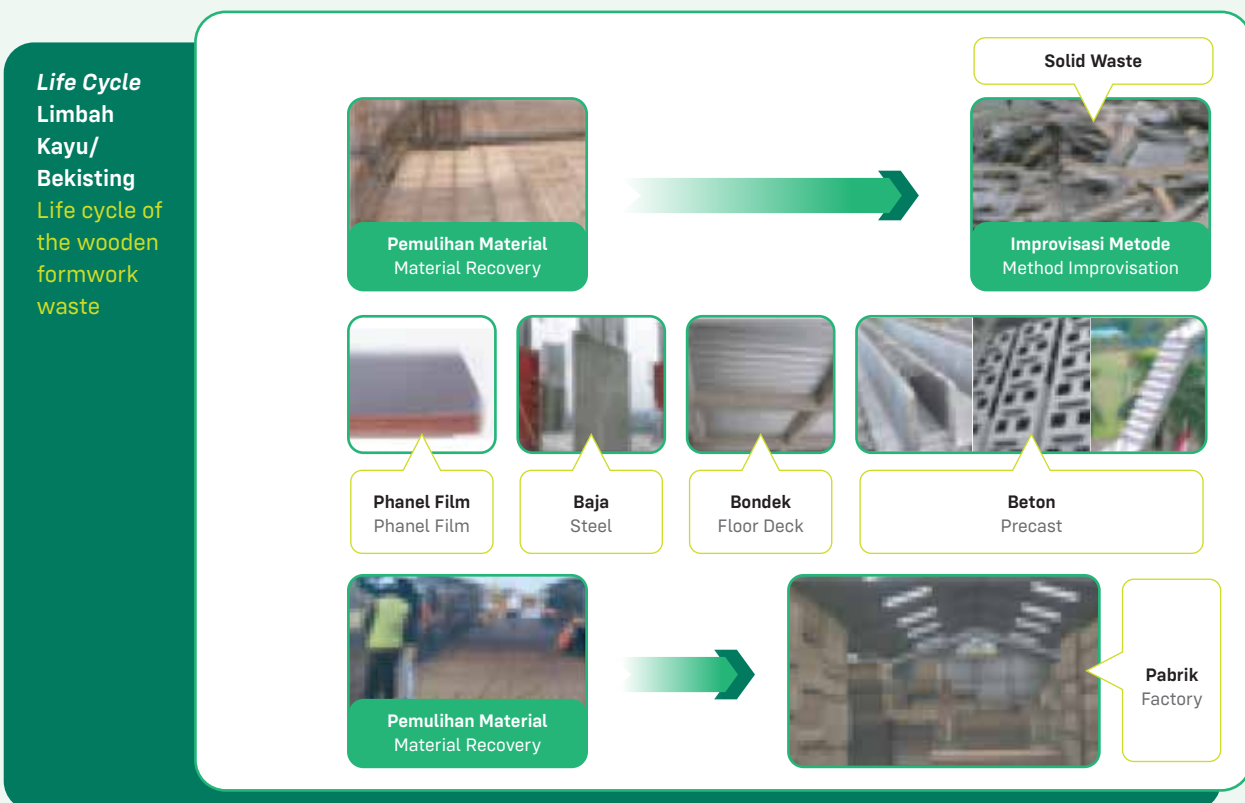 Life Cycle
Limbah
Kayu/
Bekisting
Life cycle of
the wooden
formwork
waste
Solid Waste
Pemulihan Material
Material Recovery
Improvisasi Metode
Method Improvisation
Phanel Film
Phanel Film
Baja
Steel
Bondek
Floor Deck
Beton
Precast
Pemulihan Material
Material Recovery
Pabrik
Factory